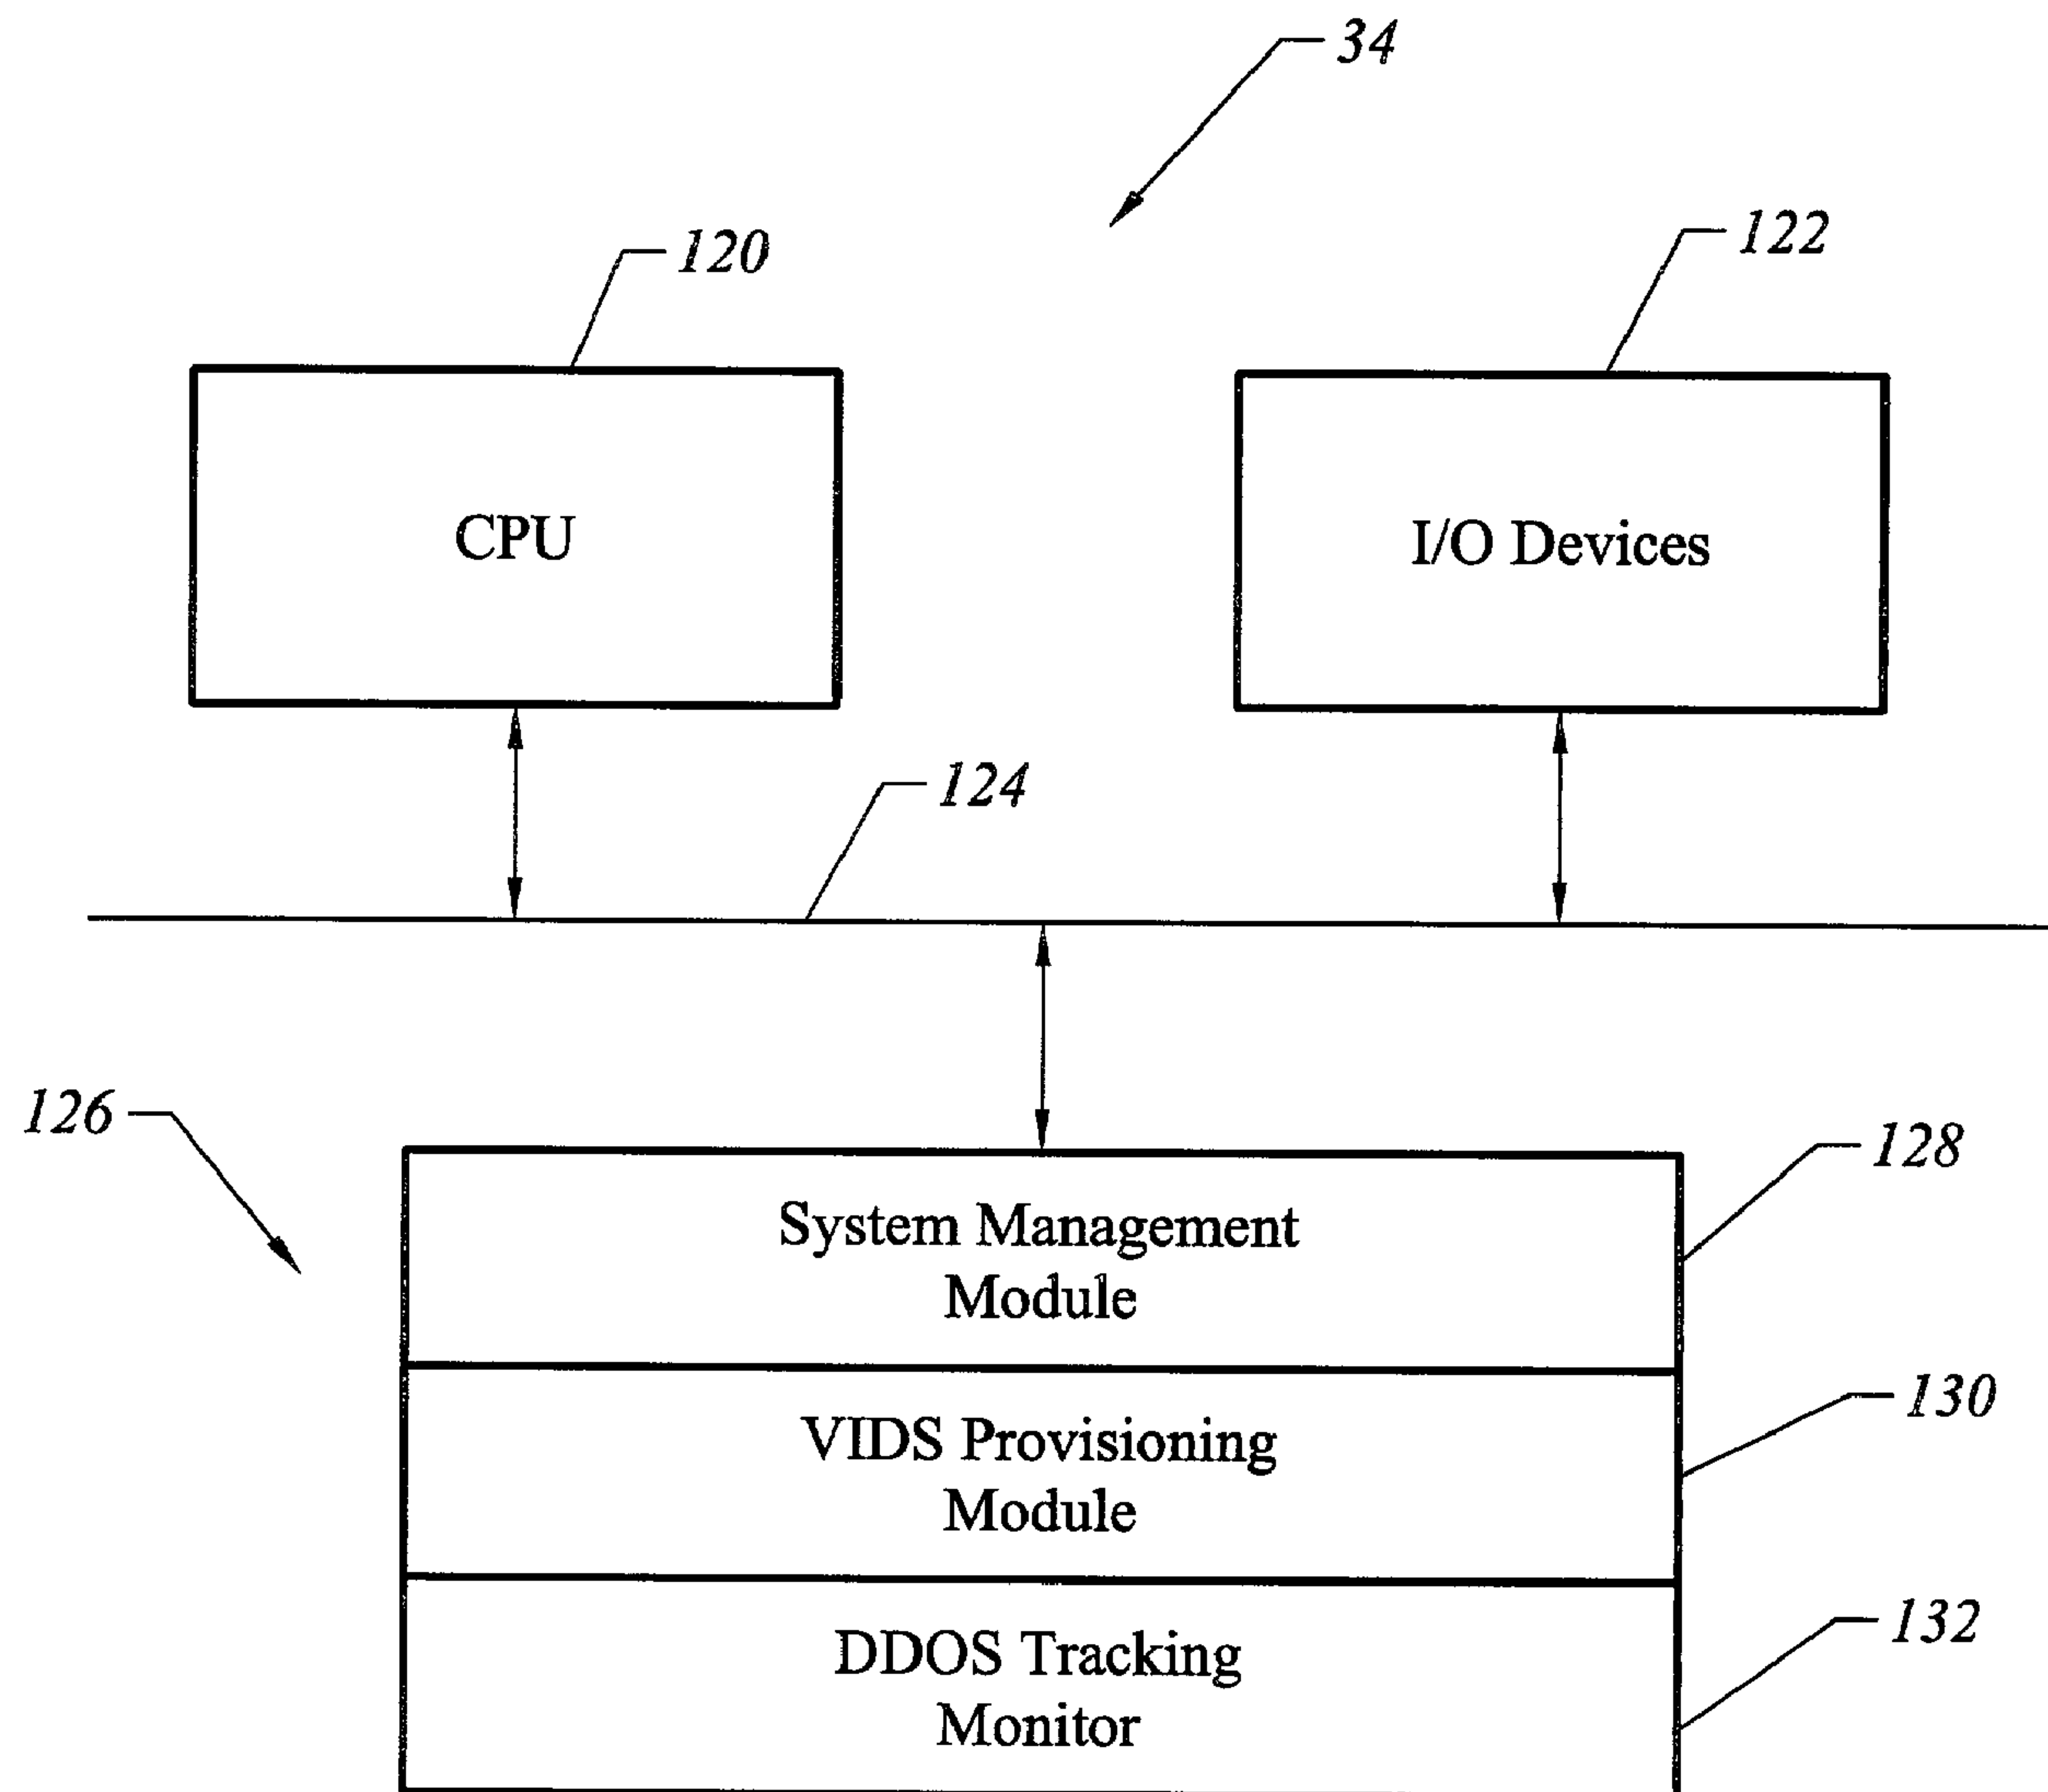 34
120
122
CPU
I/O Devices
124
126
128
System Management
Module
130
VIDS Provisioning
Module
132
DDOS Tracking
Monitor